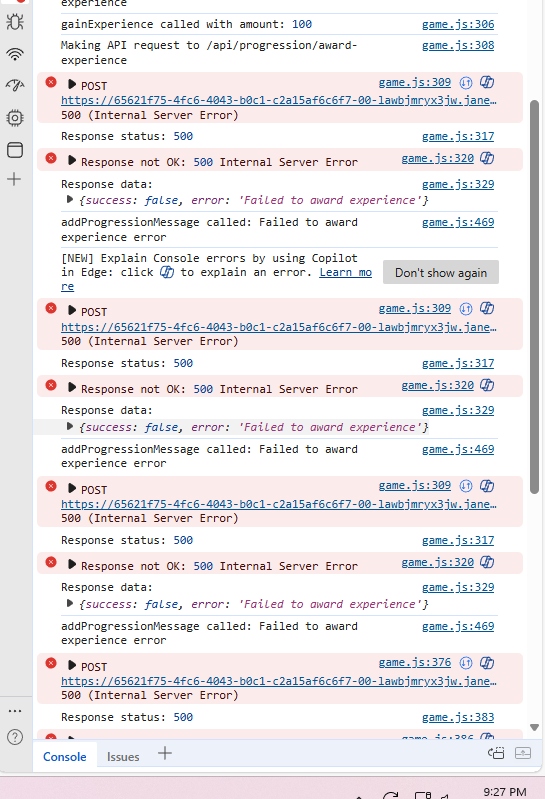 experience
gainExperience called with amount: 100 game.js:306
Making API request to /api/progression/award- game.js:308
experience
POST game.js:309
https://65621f75-4fc6-4043-b0c1-c2a15af6c6f7-00-lawbjmryx3jw.jane…
500 (Internal Server Error)
Response status: 500 game.js:317
Response not OK: 500 Internal Server Error game.js:320
Response data: game.js:329
{success: false, error: 'Failed to award experience'}
addProgressionMessage called: Failed to award game.js:469
experience error
[NEW] Explain Console errors by using Copilot
in Edge: click to explain an error. Learn mo
re
Don't show again
POST game.js:309
https://65621f75-4fc6-4043-b0c1-c2a15af6c6f7-00-lawbjmryx3jw.jane…
500 (Internal Server Error)
Response status: 500 game.js:317
Response not OK: 500 Internal Server Error game.js:320
Response data: game.js:329
{success: false, error: 'Failed to award experience'}
addProgressionMessage called: Failed to award game.js:469
experience error
POST game.js:309
https://65621f75-4fc6-4043-b0c1-c2a15af6c6f7-00-lawbjmryx3jw.jane…
500 (Internal Server Error)
Response status: 500 game.js:317
Response not OK: 500 Internal Server Error game.js:320
Response data: game.js:329
{success: false, error: 'Failed to award experience'}
addProgressionMessage called: Failed to award game.js:469
experience error
POST game.js:376
https://65621f75-4fc6-4043-b0c1-c2a15af6c6f7-00-lawbjmryx3jw.jane…
500 (Internal Server Error)
Response status: 500 game.js:383
game.js:386
Console Issues
9:27 PM